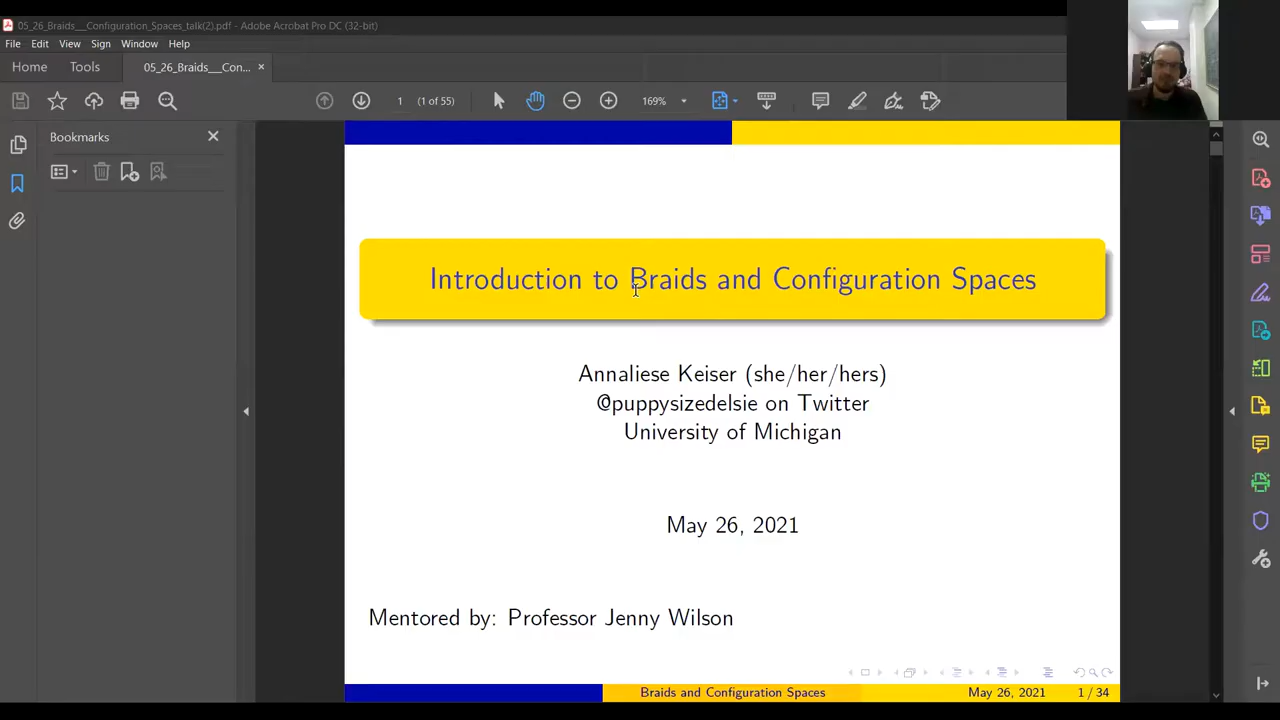 05_26_Braids__Configuration_Spaces_talk(2).pdf - Adobe Acrobat Pro DC (32-bit)
File Edit View Sign Window Help
Home Tools 05_26_Braids__Con... ×
1 (1 of 55) 169%
Bookmarks
Introduction to Braids and Configuration Spaces
Annaliese Keiser (she/her/hers)
@puppysizedelsie on Twitter
University of Michigan
May 26, 2021
Mentored by: Professor Jenny Wilson
Braids and Configuration Spaces May 26, 2021 1 / 34